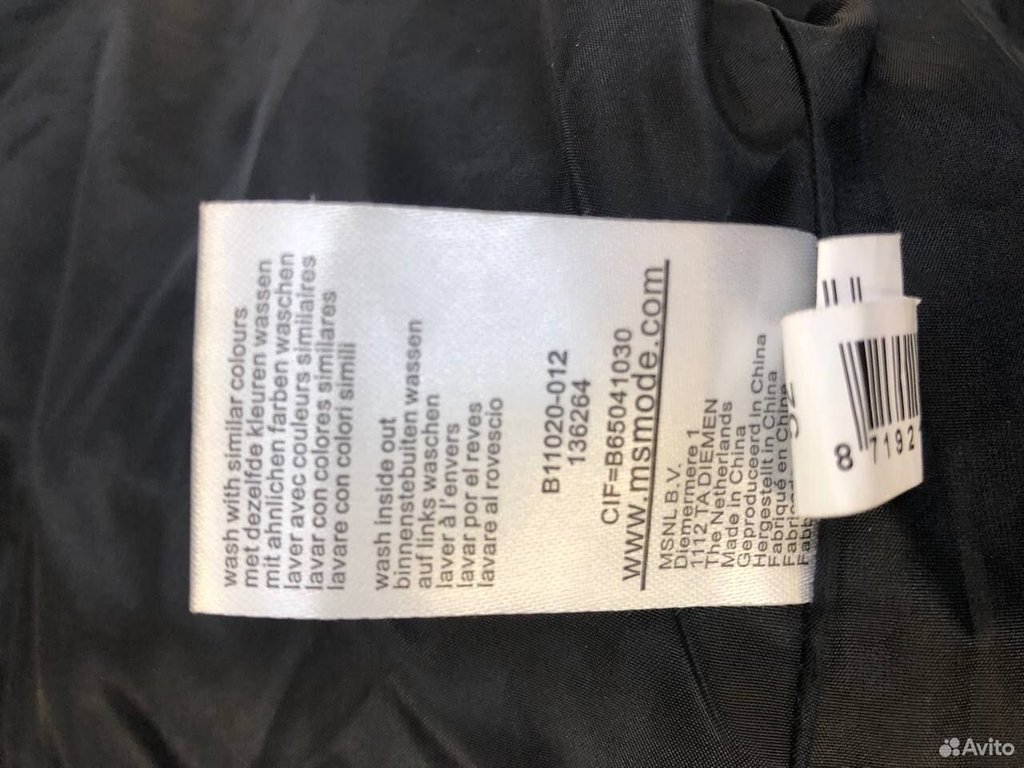 wash with similar colours
met dezelfde kleuren wassen
mit ähnlichen farben waschen
laver avec couleurs similaires
lavar con colores similares
lavare con colori simili
wash inside out
binnenstebuiten wassen
auf links waschen
laver à l'envers
lavar por el reves
lavare al rovescio
B11020-012
136264
CIF=B65041030
www.msmode.com
MSNL B.V.
Diemermere 1
1112 TA DIEMEN
The Netherlands
Made in China
Geproduceerd in China
Hergestellt in China
Fabriqué en Chine
8 7192
Avito